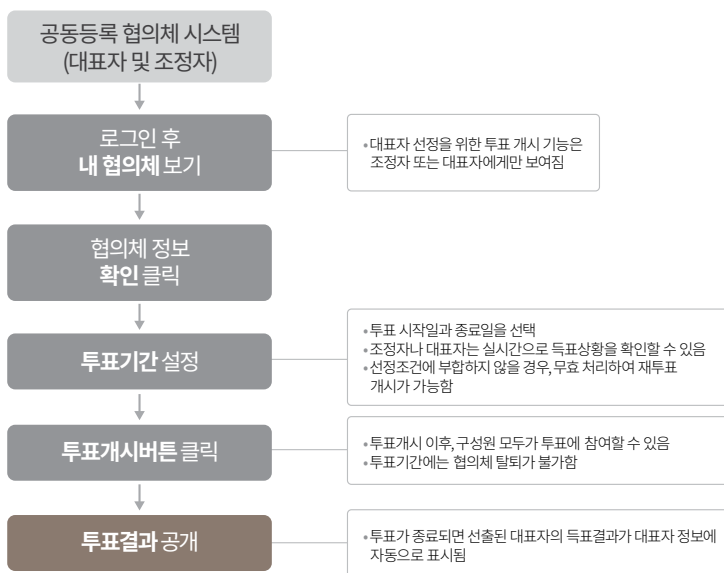 공동등록 협의체 시스템
(대표자 및 조정자)
로그인 후
내 협의체 보기
•대표자 선정을 위한 투표 개시 기능은
조정자 또는 대표자에게만 보여짐
협의체 정보
확인 클릭
투표기간 설정
•투표 시작일과 종료일을 선택
•조정자나 대표자는 실시간으로 득표상황을 확인할 수 있음
•선정조건에 부합하지 않을 경우, 무효 처리하여 재투표
개시가 가능함
투표개시버튼 클릭
•투표개시 이후, 구성원 모두가 투표에 참여할 수 있음
•투표기간에는 협의체 탈퇴가 불가함
투표결과 공개
•투표가 종료되면 선출된 대표자의 득표결과가 대표자 정보에
자동으로 표시됨